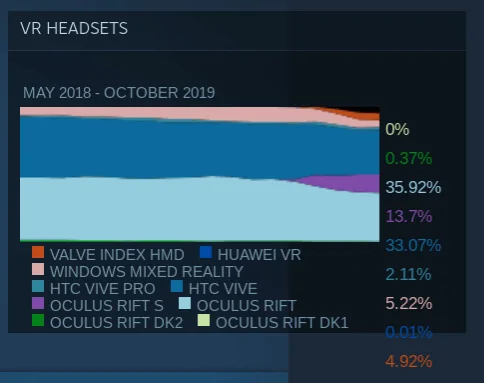 VR HEADSETS
MAY 2018 - OCTOBER 2019
0%
0.37%
35.92%
13.7%
33.07%
2.11%
5.22%
0.01%
4.92%
VALVE INDEX HMD HUAWEI VR
WINDOWS MIXED REALITY
HTC VIVE PRO HTC VIVE
OCULUS RIFT S OCULUS RIFT
OCULUS RIFT DK2 OCULUS RIFT DK1